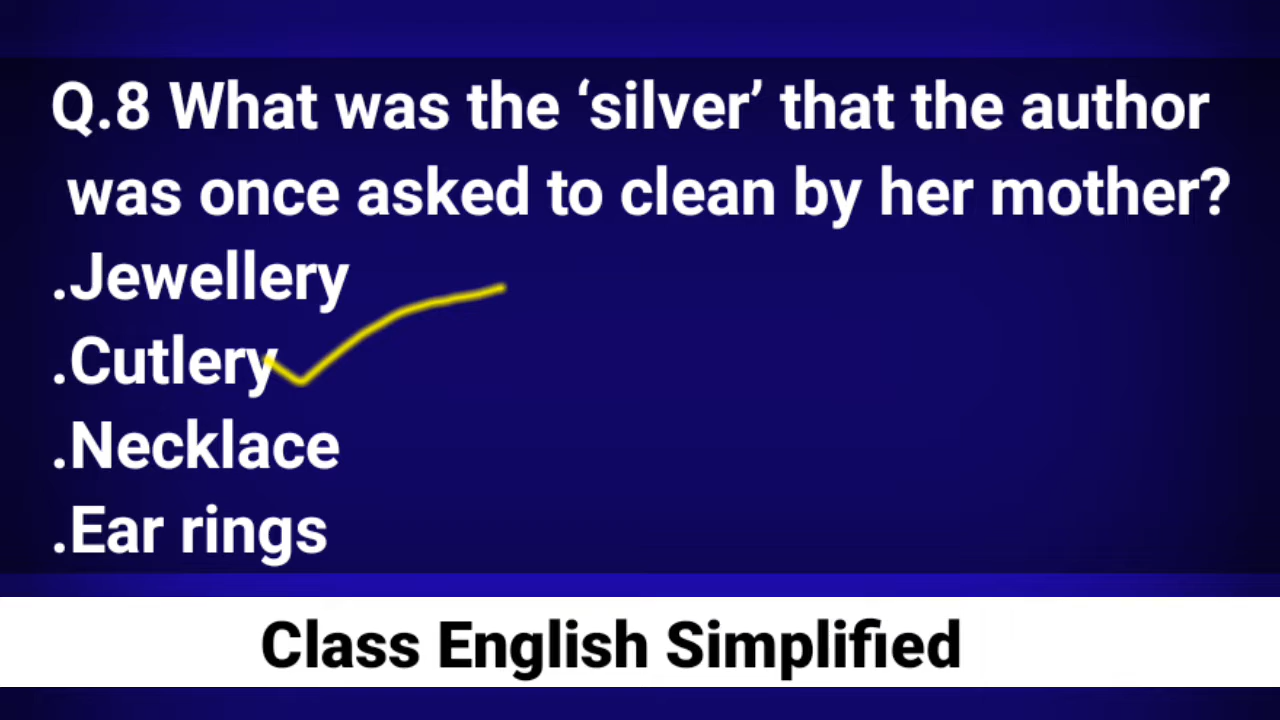 Q.8 What was the ‘silver’ that the author
was once asked to clean by her mother?
.Jewellery
.Cutlery
.Necklace
.Ear rings
Class English Simplified